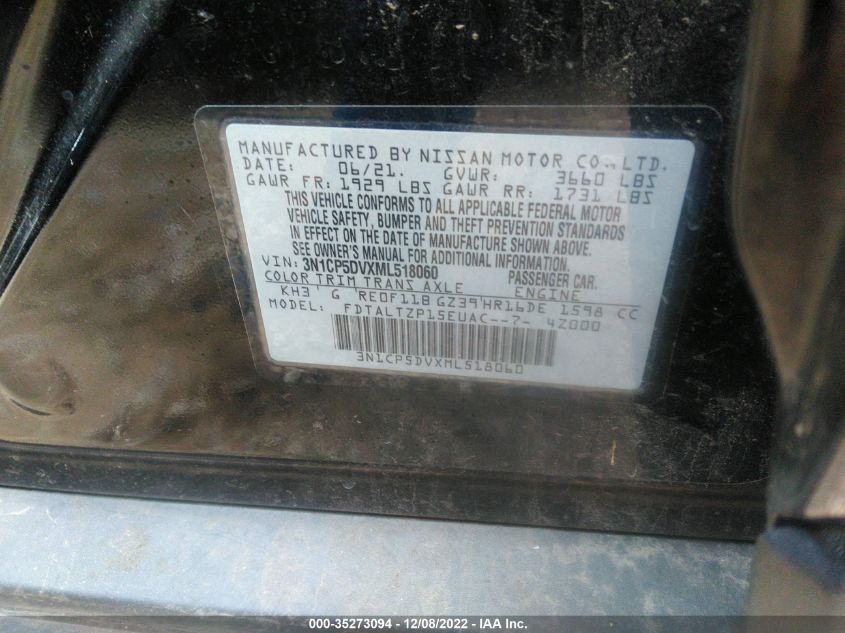 MANUFACTURED BY NISSAN MOTOR CO., LTD.
DATE: 06/21. GVWR: 3660 LBS
GAWR FR: 1929 LBS GAWR RR: 1731 LBS
THIS VEHICLE CONFORMS TO ALL APPLICABLE FEDERAL MOTOR
VEHICLE SAFETY, BUMPER AND THEFT PREVENTION STANDARDS
IN EFFECT ON THE DATE OF MANUFACTURE SHOWN ABOVE.
SEE OWNER'S MANUAL FOR ADDITIONAL INFORMATION.
VIN: 3N1CP5DVXML518060 PASSENGER CAR.
COLOR TRIM TRANS AXLE ENGINE
KH3 G RE0F11B GZ39 HR16DE 1598 CC
MODEL: FDTALTZP15EUAC--7- 4Z000
3N1CP5DVXML518060
000-35273094 - 12/08/2022 - IAA Inc.